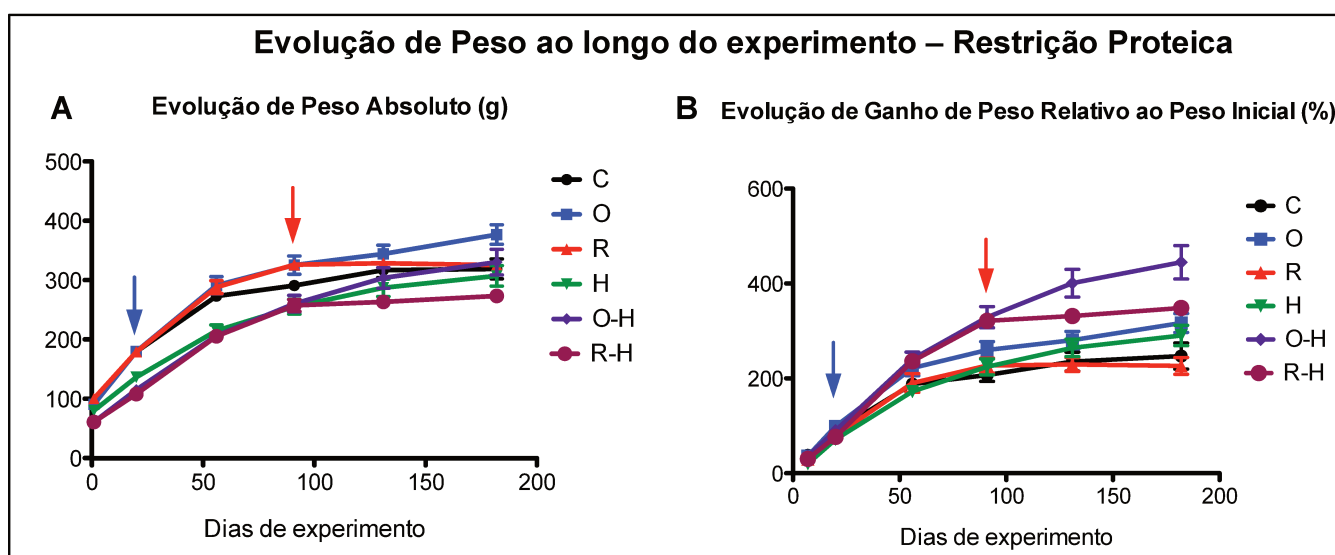 Evolução de Peso ao longo do experimento – Restrição Proteica
A
Evolução de Peso Absoluto (g)
500
400
300
200
100
0
0
50
100
150
200
Dias de experimento
C
O
R
H
O-H
R-H
B
Evolução de Ganho de Peso Relativo ao Peso Inicial (%)
600
400
200
0
0
50
100
150
200
Dias de experimento
C
O
R
H
O-H
R-H